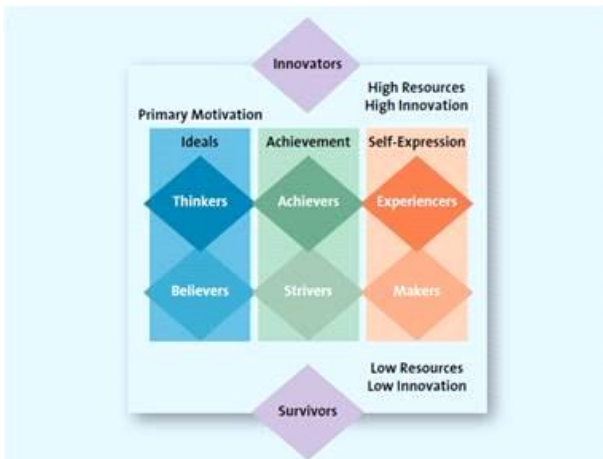 Innovators
High Resources
High Innovation
Primary Motivation
Ideals
Achievement
Self-Expression
Thinkers
Achievers
Experiencers
Believers
Strivers
Makers
Low Resources
Low Innovation
Survivors